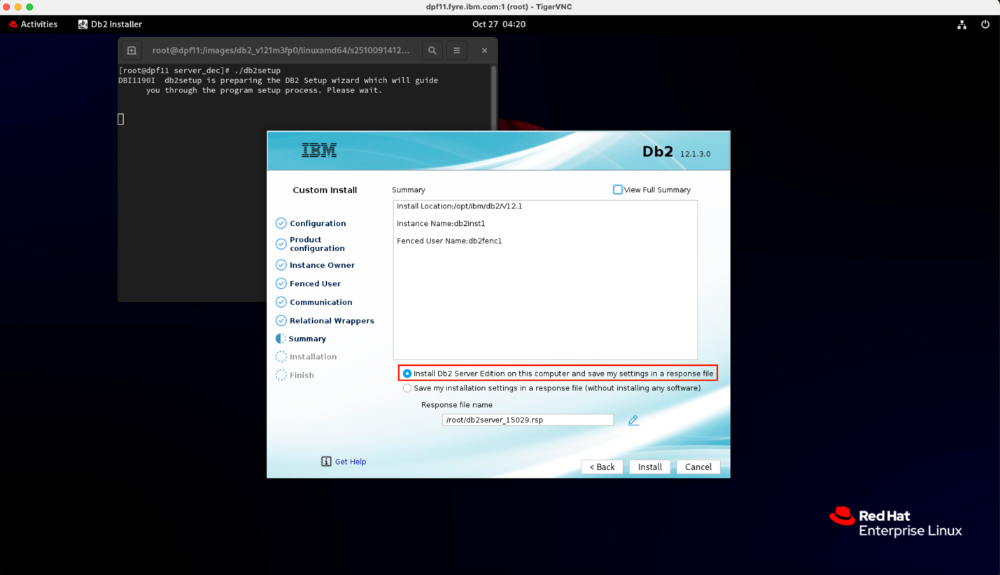 dpf11.fyre.ibm.com:1 (root) - TigerVNC
Activities Db2 Installer Oct 27 04:20
root@dpf11:/images/db2_v121m3fp0/linuxamd64/s2510091412...
[root@dpf11 server_dec]# ./db2setup
DBI1190I db2setup is preparing the DB2 Setup wizard which will guide
you through the program setup process. Please wait.
IBM
Db2 12.1.3.0
Custom Install
Configuration
Product
configuration
Instance Owner
Fenced User
Communication
Relational Wrappers
Summary
Installation
Finish
Summary
View Full Summary
Install Location:/opt/ibm/db2/V12.1
Instance Name:db2inst1
Fenced User Name:db2fenc1
Install Db2 Server Edition on this computer and save my settings in a response file
Save my installation settings in a response file (without installing any software)
Response file name
/root/db2server_15029.rsp
Get Help
< Back Install Cancel
Red Hat
Enterprise Linux